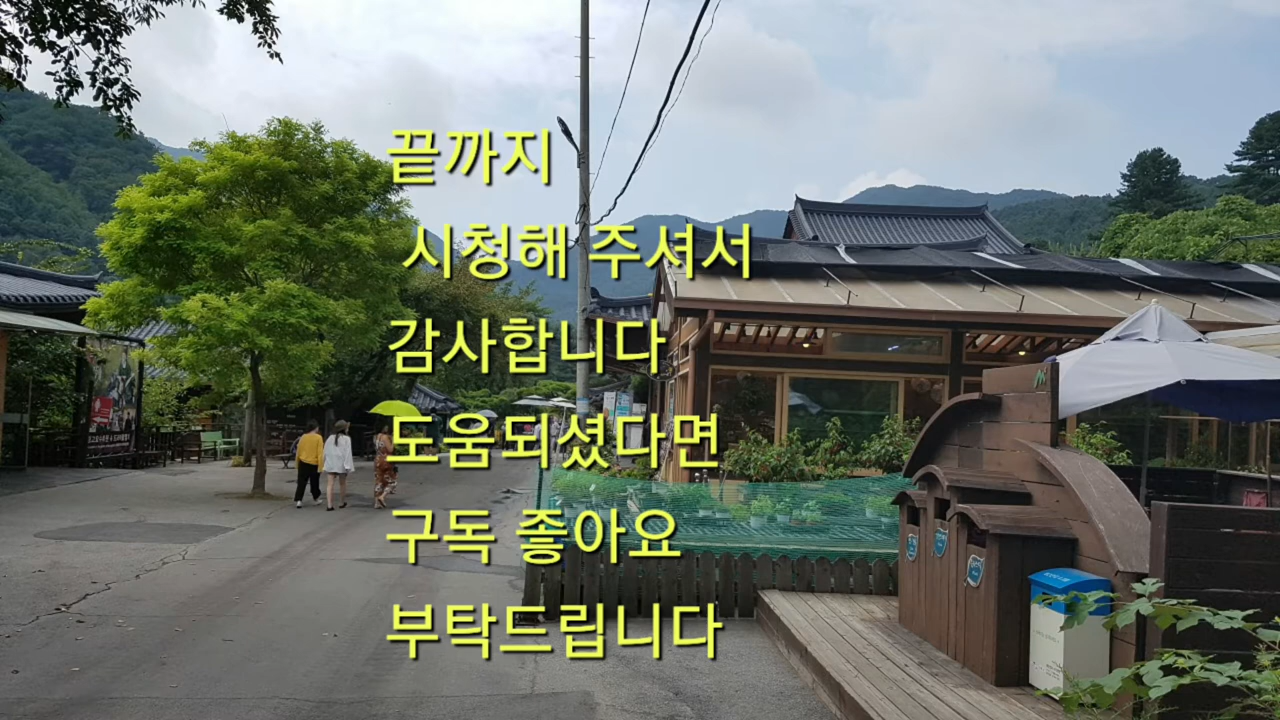 끝까지
시청해 주셔서
감사합니다
도움되셨다면
구독 좋아요
부탁드립니다